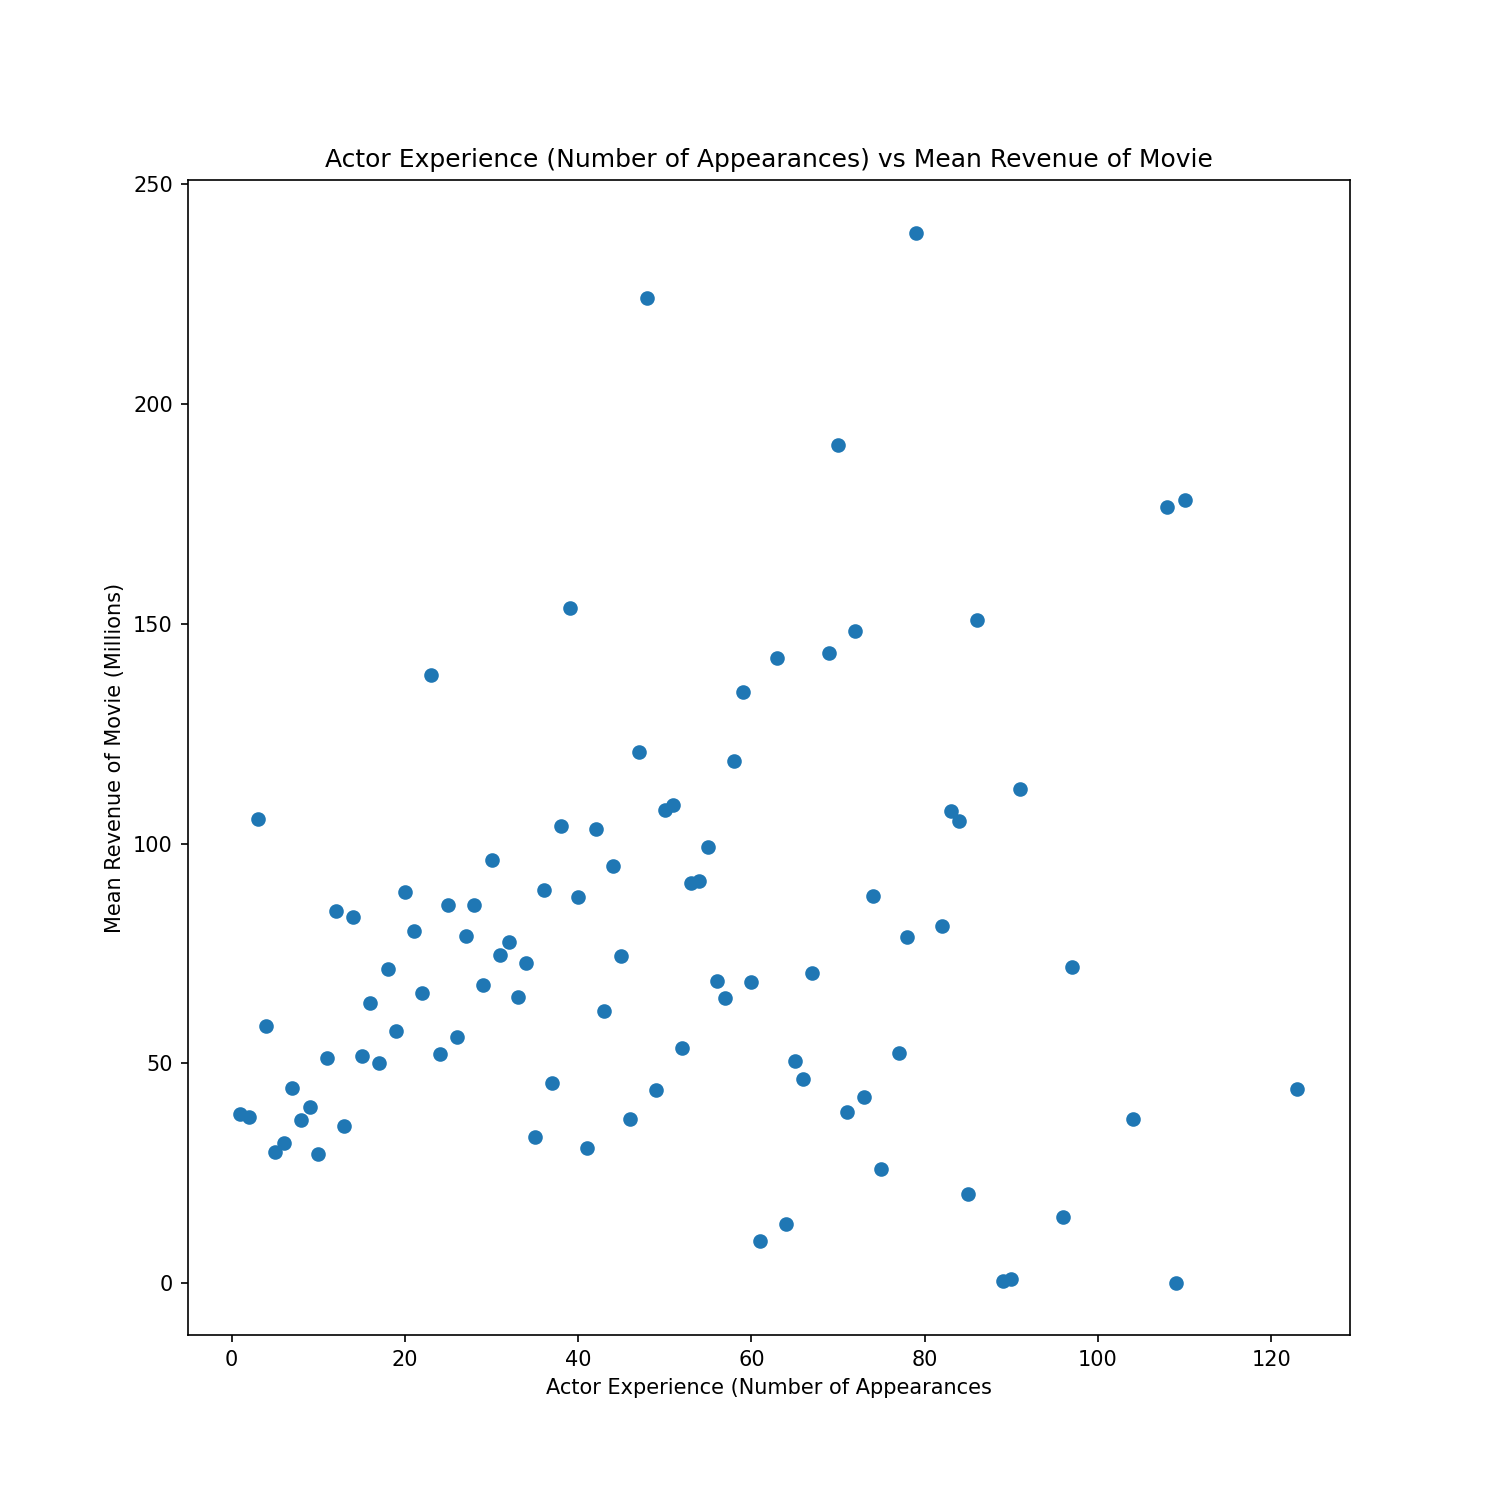 Actor Experience (Number of Appearances) vs Mean Revenue of Movie
250
200
150
100
50
0
Mean Revenue of Movie (Millions)
0 20 40 60 80 100 120
Actor Experience (Number of Appearances